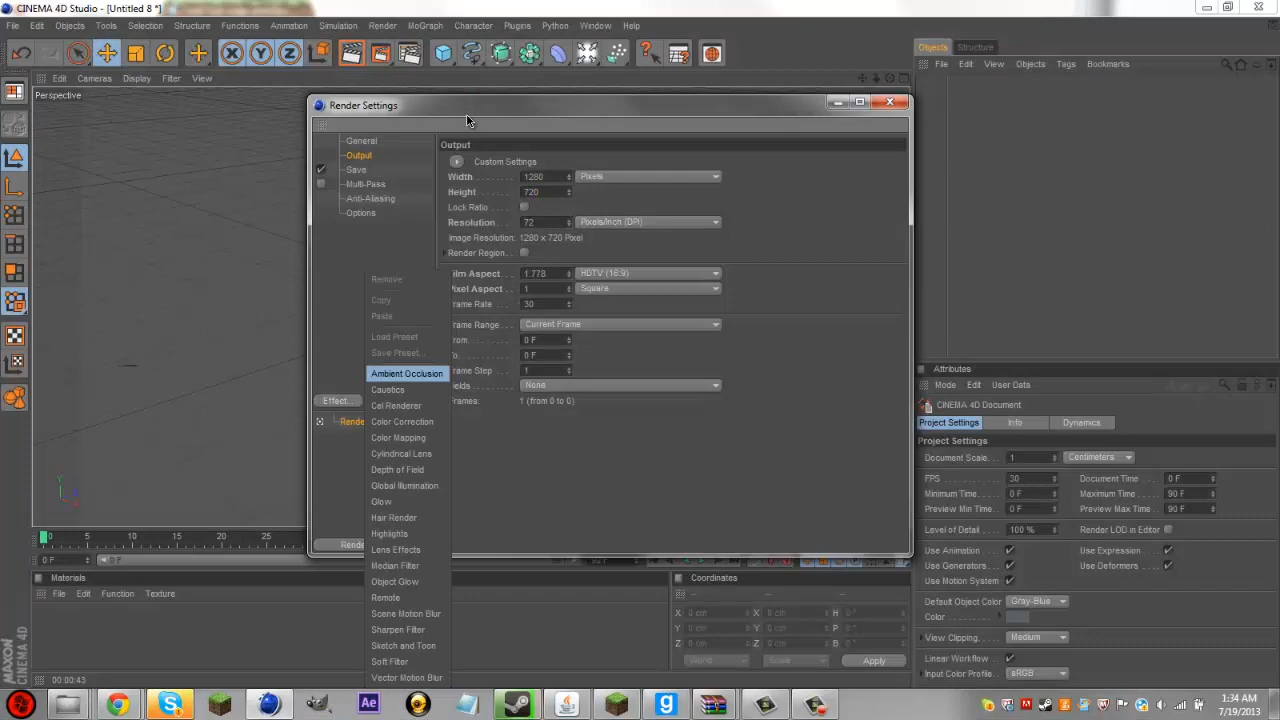 CINEMA 4D Studio - [Untitled 8 *]
File Edit Objects Tools Selection Structure Functions Animation Simulate Render MoGraph Character Plugins Python Window Help
Objects Structure
File Edit View Objects Tags Bookmarks
Edit Cameras Display Filter View
Perspective
Render Settings
General
Output
Save
Multi-Pass
Anti-Aliasing
Options
Output
Custom Settings
Width 1280 Pixels
Height 720
Lock Ratio
Resolution 72 Pixels/Inch (DPI)
Image Resolution: 1280 x 720 Pixel
Render Region
Film Aspect 1.778 HDTV (16:9)
Pixel Aspect 1 Square
Frame Rate 30
Frame Range Current Frame
From 0 F
To 0 F
Frame Step 1
Fields None
Frames: 1 (from 0 to 0)
Remove
Copy
Paste
Load Preset
Save Preset...
Ambient Occlusion
Caustics
Cel Renderer
Color Correction
Color Mapping
Cylindrical Lens
Depth of Field
Global Illumination
Glow
Hair Render
Highlights
Lens Effects
Median Filter
Object Glow
Remote
Scene Motion Blur
Sharpen Filter
Sketch and Toon
Soft Filter
Vector Motion Blur
Effect...
Rende
Rende
Attributes
Mode Edit User Data
CINEMA 4D Document
Project Settings Info Dynamics
Project Settings
Document Scale 1 Centimeters
FPS 30 Document Time 0 F
Minimum Time 0 F Maximum Time 90 F
Preview Min Time 0 F Preview Max Time 90 F
Level of Detail 100 % Render LOD in Editor
Use Animation Use Expression
Use Generators Use Deformers
Use Motion System
Default Object Color Gray-Blue
Color
View Clipping Medium
Linear Workflow
Input Color Profile sRGB
0 5 10 15 20 25
0 F 0 F
Materials
File Edit Function Texture
Coordinates
X 0 cm X 0 cm H 0 °
Y 0 cm Y 0 cm P 0 °
Z 0 cm Z 0 cm B 0 °
World Scale Apply
MAXON
CINEMA 4D
00:00:43
Ae
1:34 AM
7/19/2013